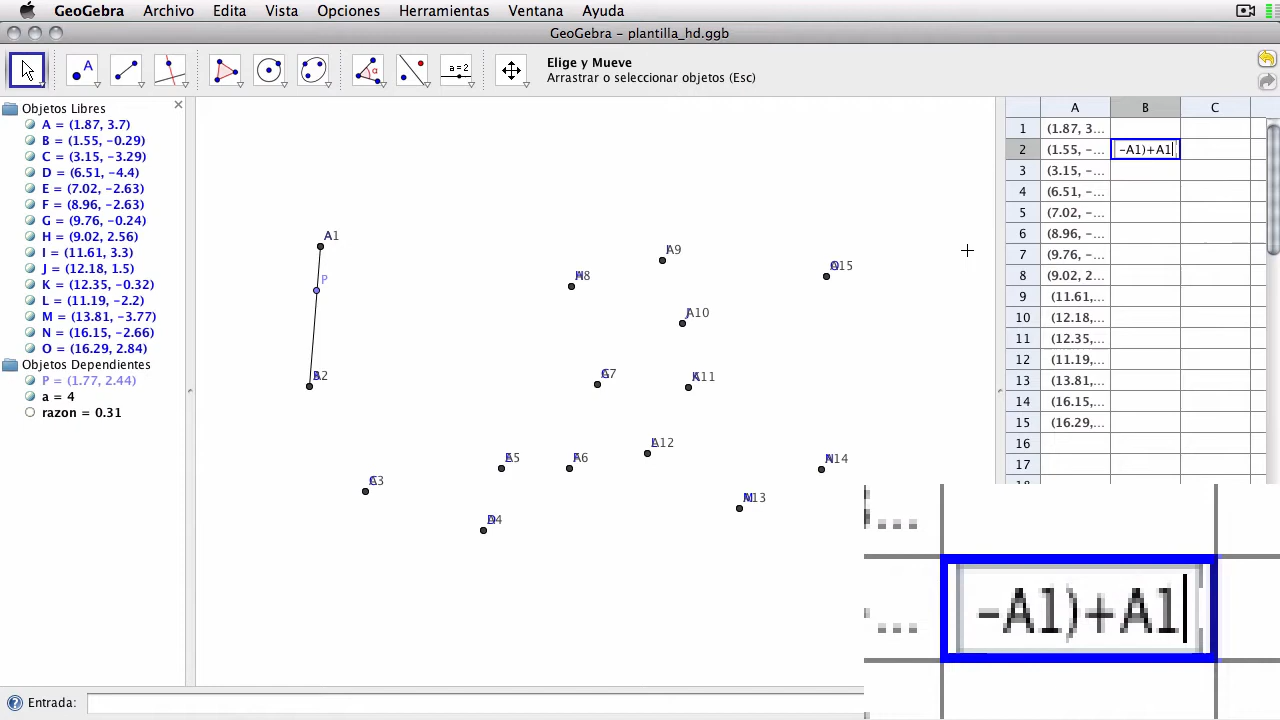 GeoGebra Archivo Edita Vista Opciones Herramientas Ventana Ayuda
GeoGebra - plantilla_hd.ggb
A
α
a=2
Elige y Mueve
Arrastrar o seleccionar objetos (Esc)
Objetos Libres
A = (1.87, 3.7)
B = (1.55, -0.29)
C = (3.15, -3.29)
D = (6.51, -4.4)
E = (7.02, -2.63)
F = (8.96, -2.63)
G = (9.76, -0.24)
H = (9.02, 2.56)
I = (11.61, 3.3)
J = (12.18, 1.5)
K = (12.35, -0.32)
L = (11.19, -2.2)
M = (13.81, -3.77)
N = (16.15, -2.66)
O = (16.29, 2.84)
Objetos Dependientes
P = (1.77, 2.44)
a = 4
razon = 0.31
A1
P
A9
A15
A10
A11
A12
A6
A14
A13
A B C
1 (1.87, 3...
2 (1.55, -... -A1)+A1
3 (3.15, -...
4 (6.51, -...
5 (7.02, -...
6 (8.96, -...
7 (9.76, -...
8 (9.02, 2...
9 (11.61,...
10 (12.18,...
11 (12.35,...
12 (11.19,...
13 (13.81,...
14 (16.15,...
15 (16.29,...
16
17
...
... -A1)+A1
Entrada: